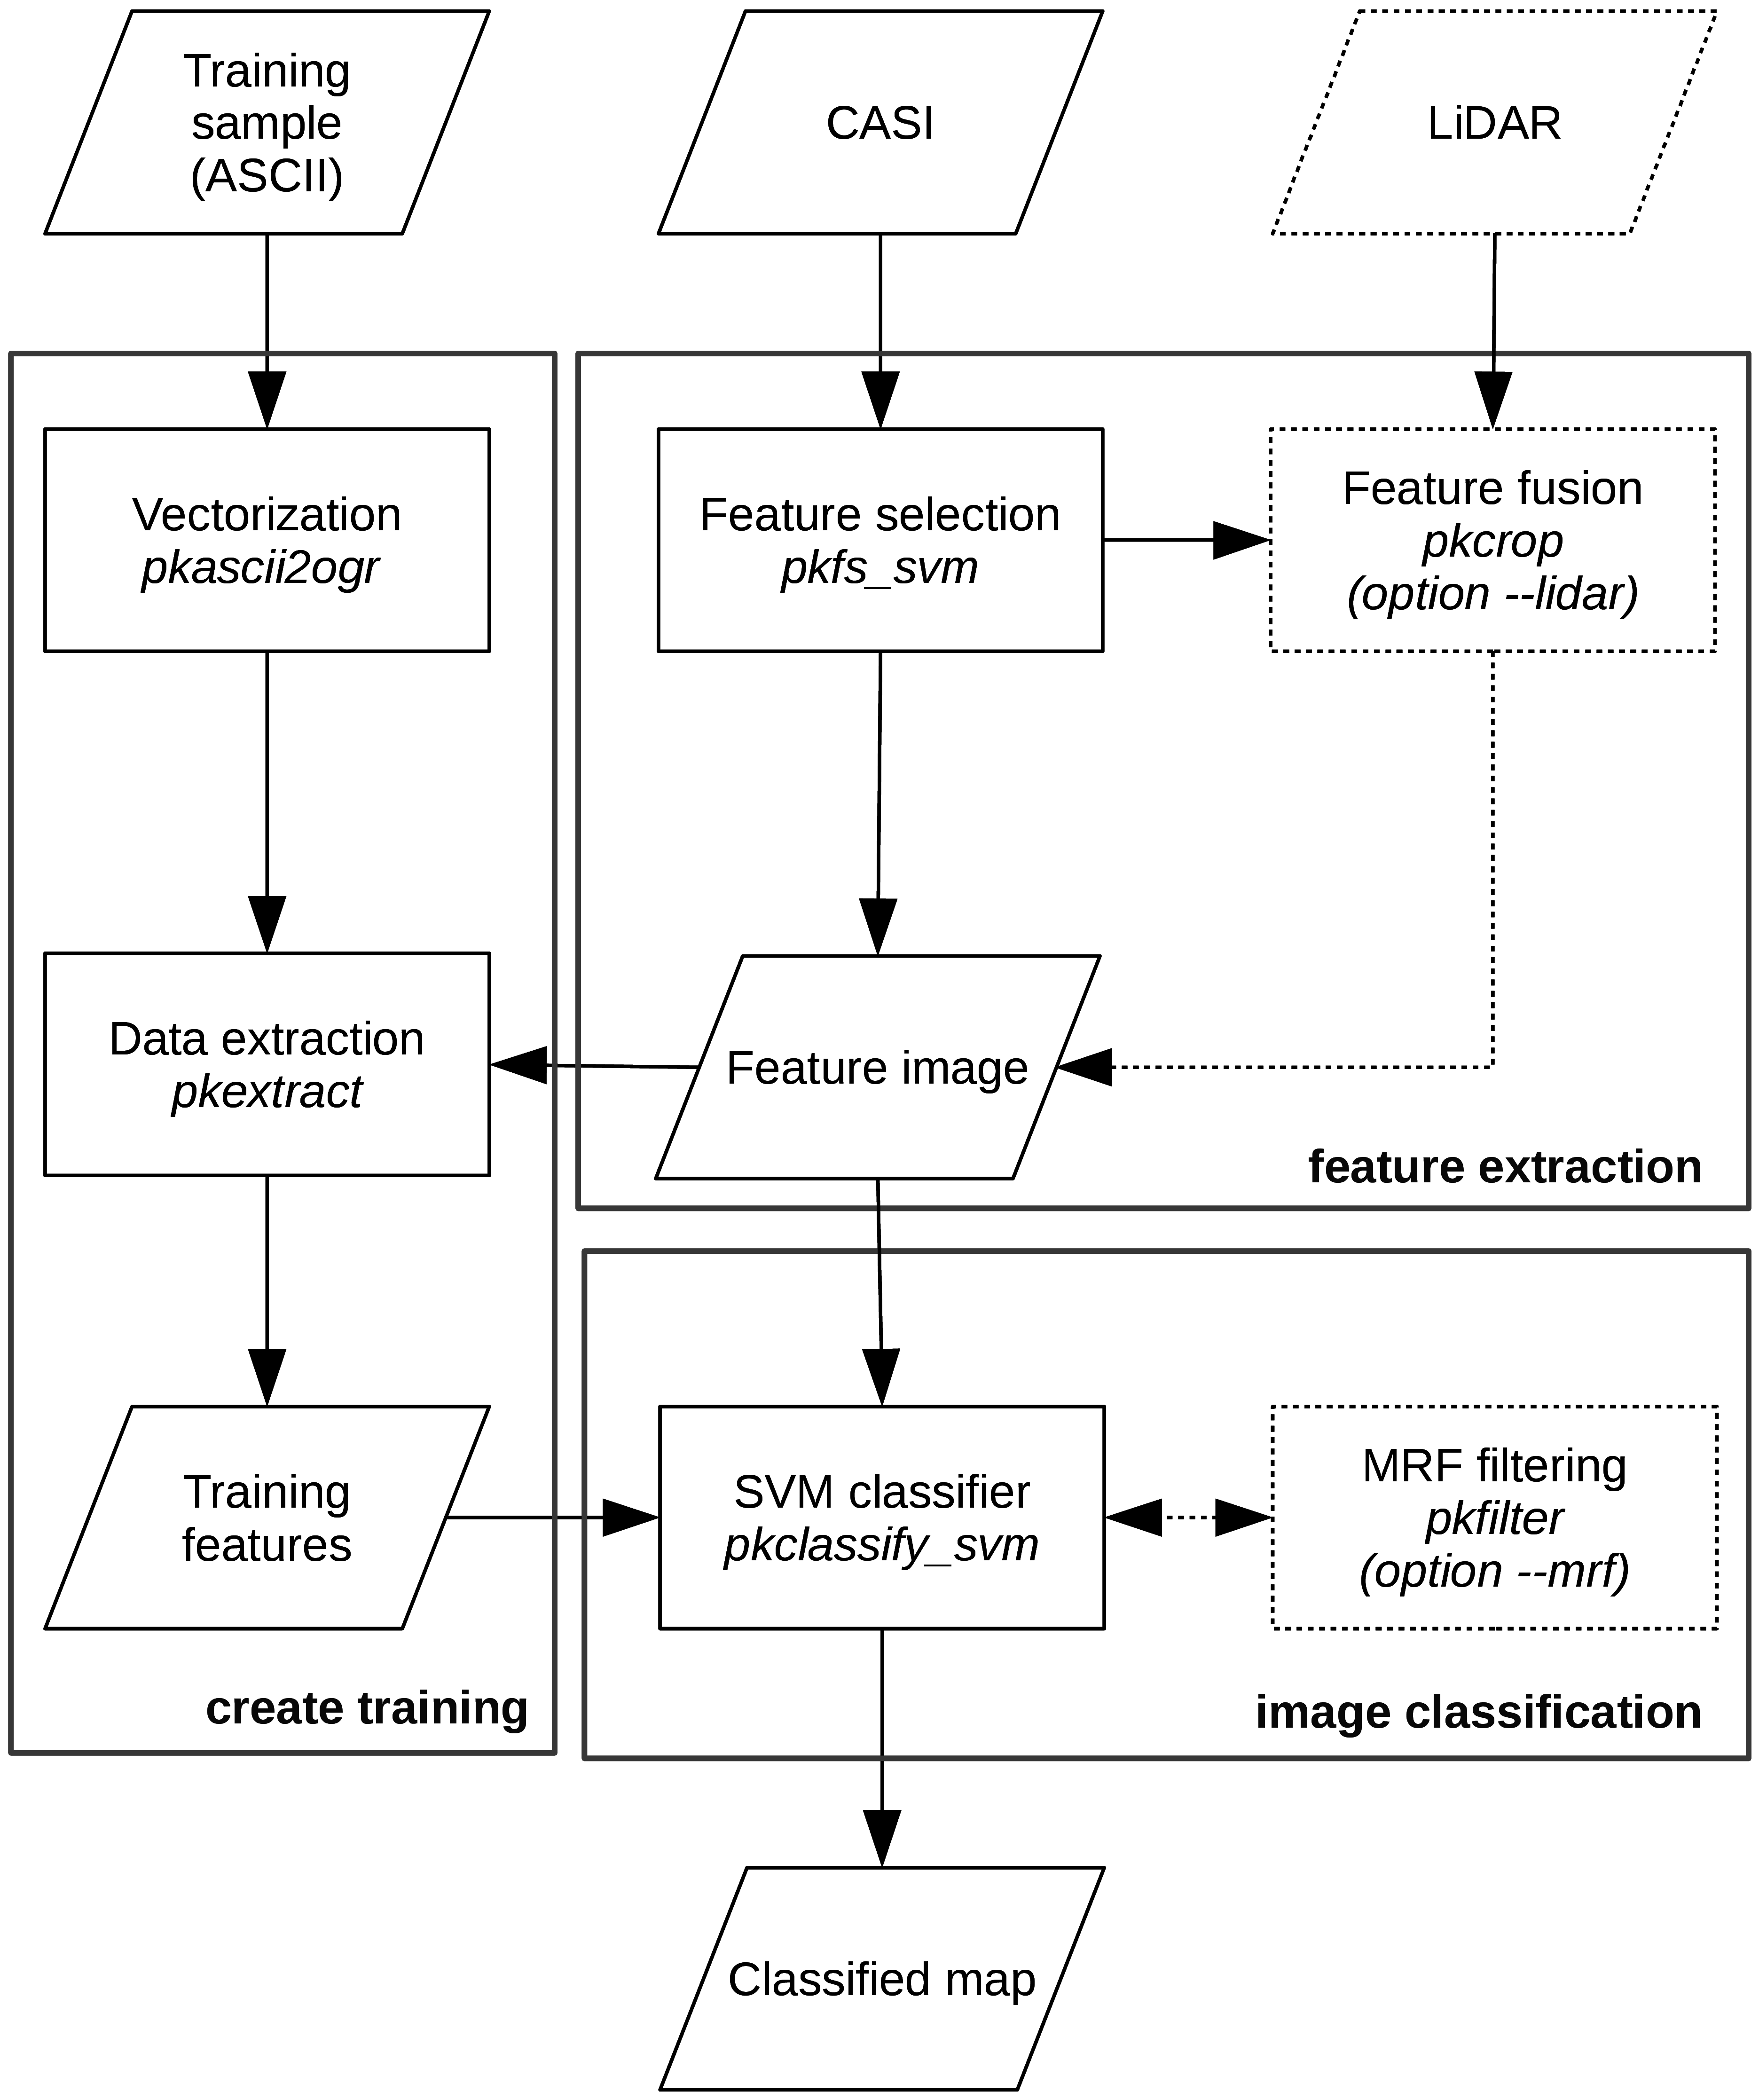 Training
sample
(ASCII)
CASI
LiDAR
Vectorization
pkascii2ogr
Feature selection
pkfs_svm
Feature fusion
pkcrop
(option --lidar)
Data extraction
pkextract
Feature image
feature extraction
Training
features
SVM classifier
pkclassify_svm
MRF filtering
pkfilter
(option --mrf)
create training
image classification
Classified map